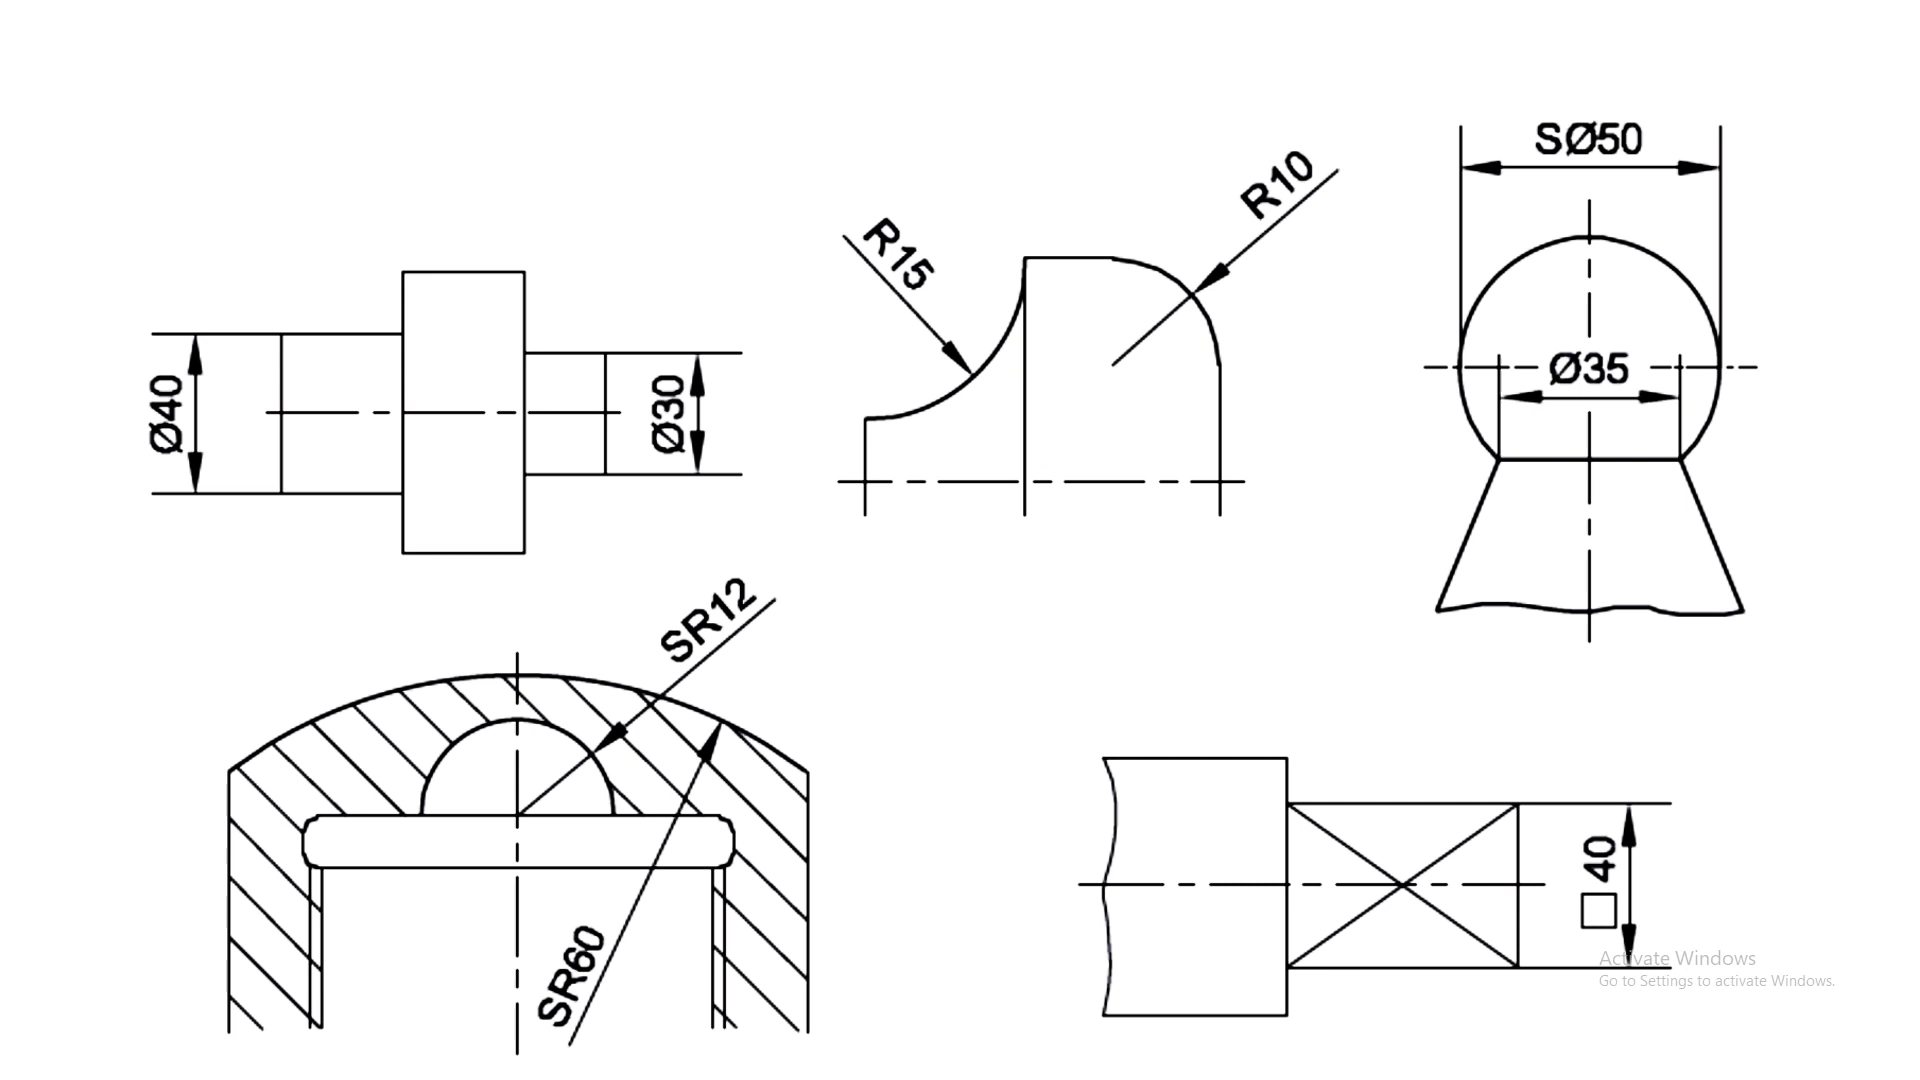 SØ50
R10
R15
Ø35
Ø40
Ø30
SR12
SR60
□ 40
Activate Windows
Go to Settings to activate Windows.